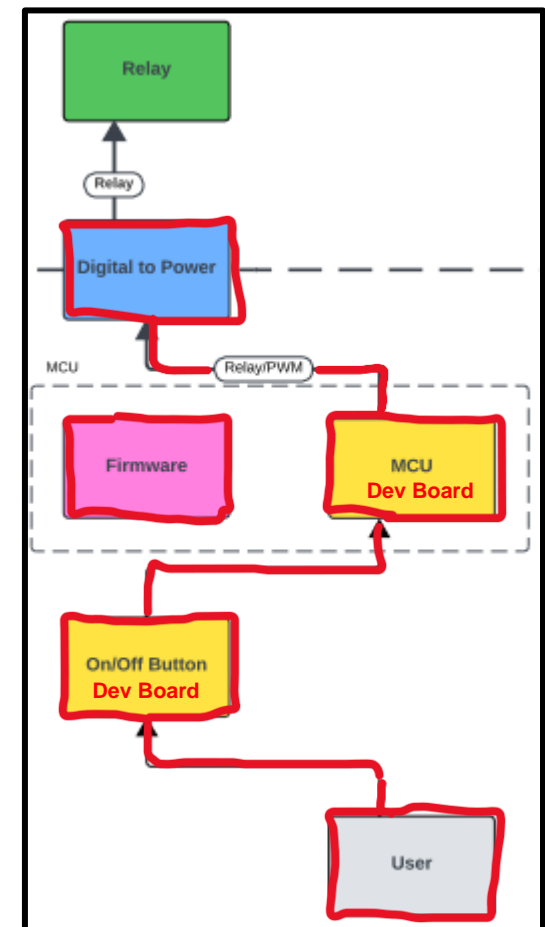 Relay
Relay
Digital to Power
MCU
Relay/PWM
Firmware
MCU
Dev Board
On/Off Button
Dev Board
User